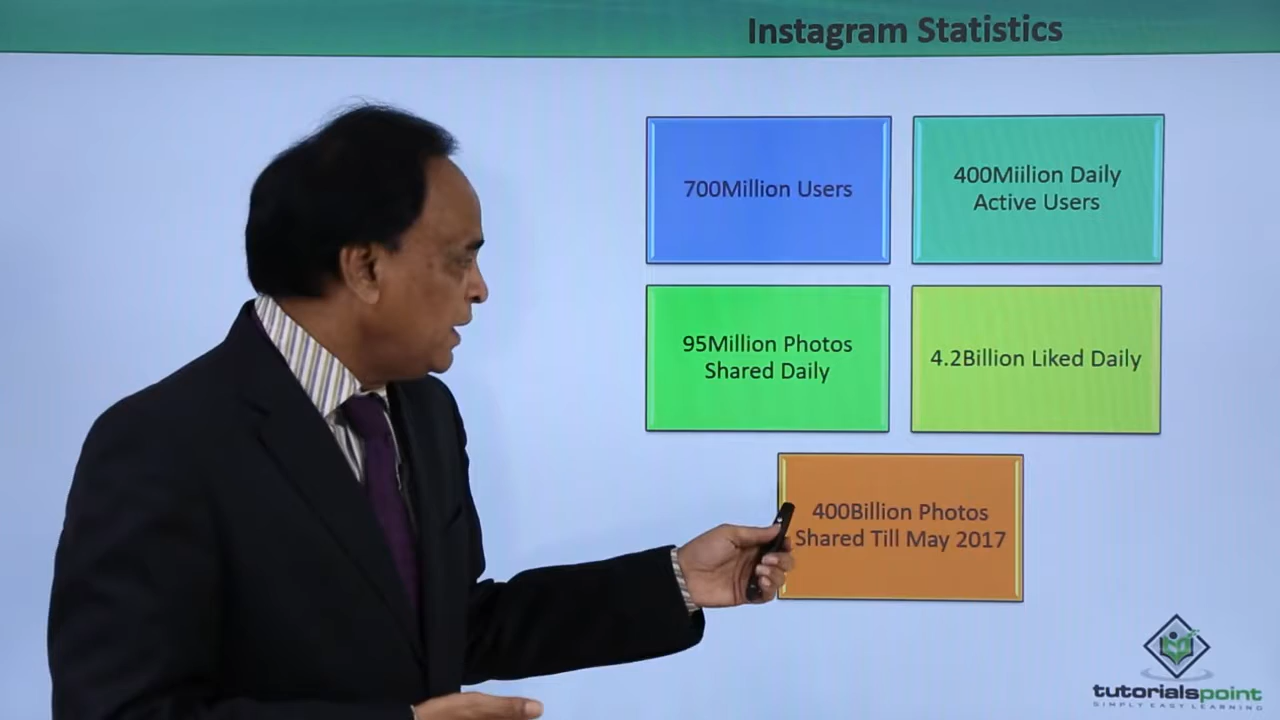 Instagram Statistics
700Million Users
400Miilion Daily
Active Users
95Million Photos
Shared Daily
4.2Billion Liked Daily
400Billion Photos
Shared Till May 2017
tutorialspoint
SIMPLY EASY LEARNING